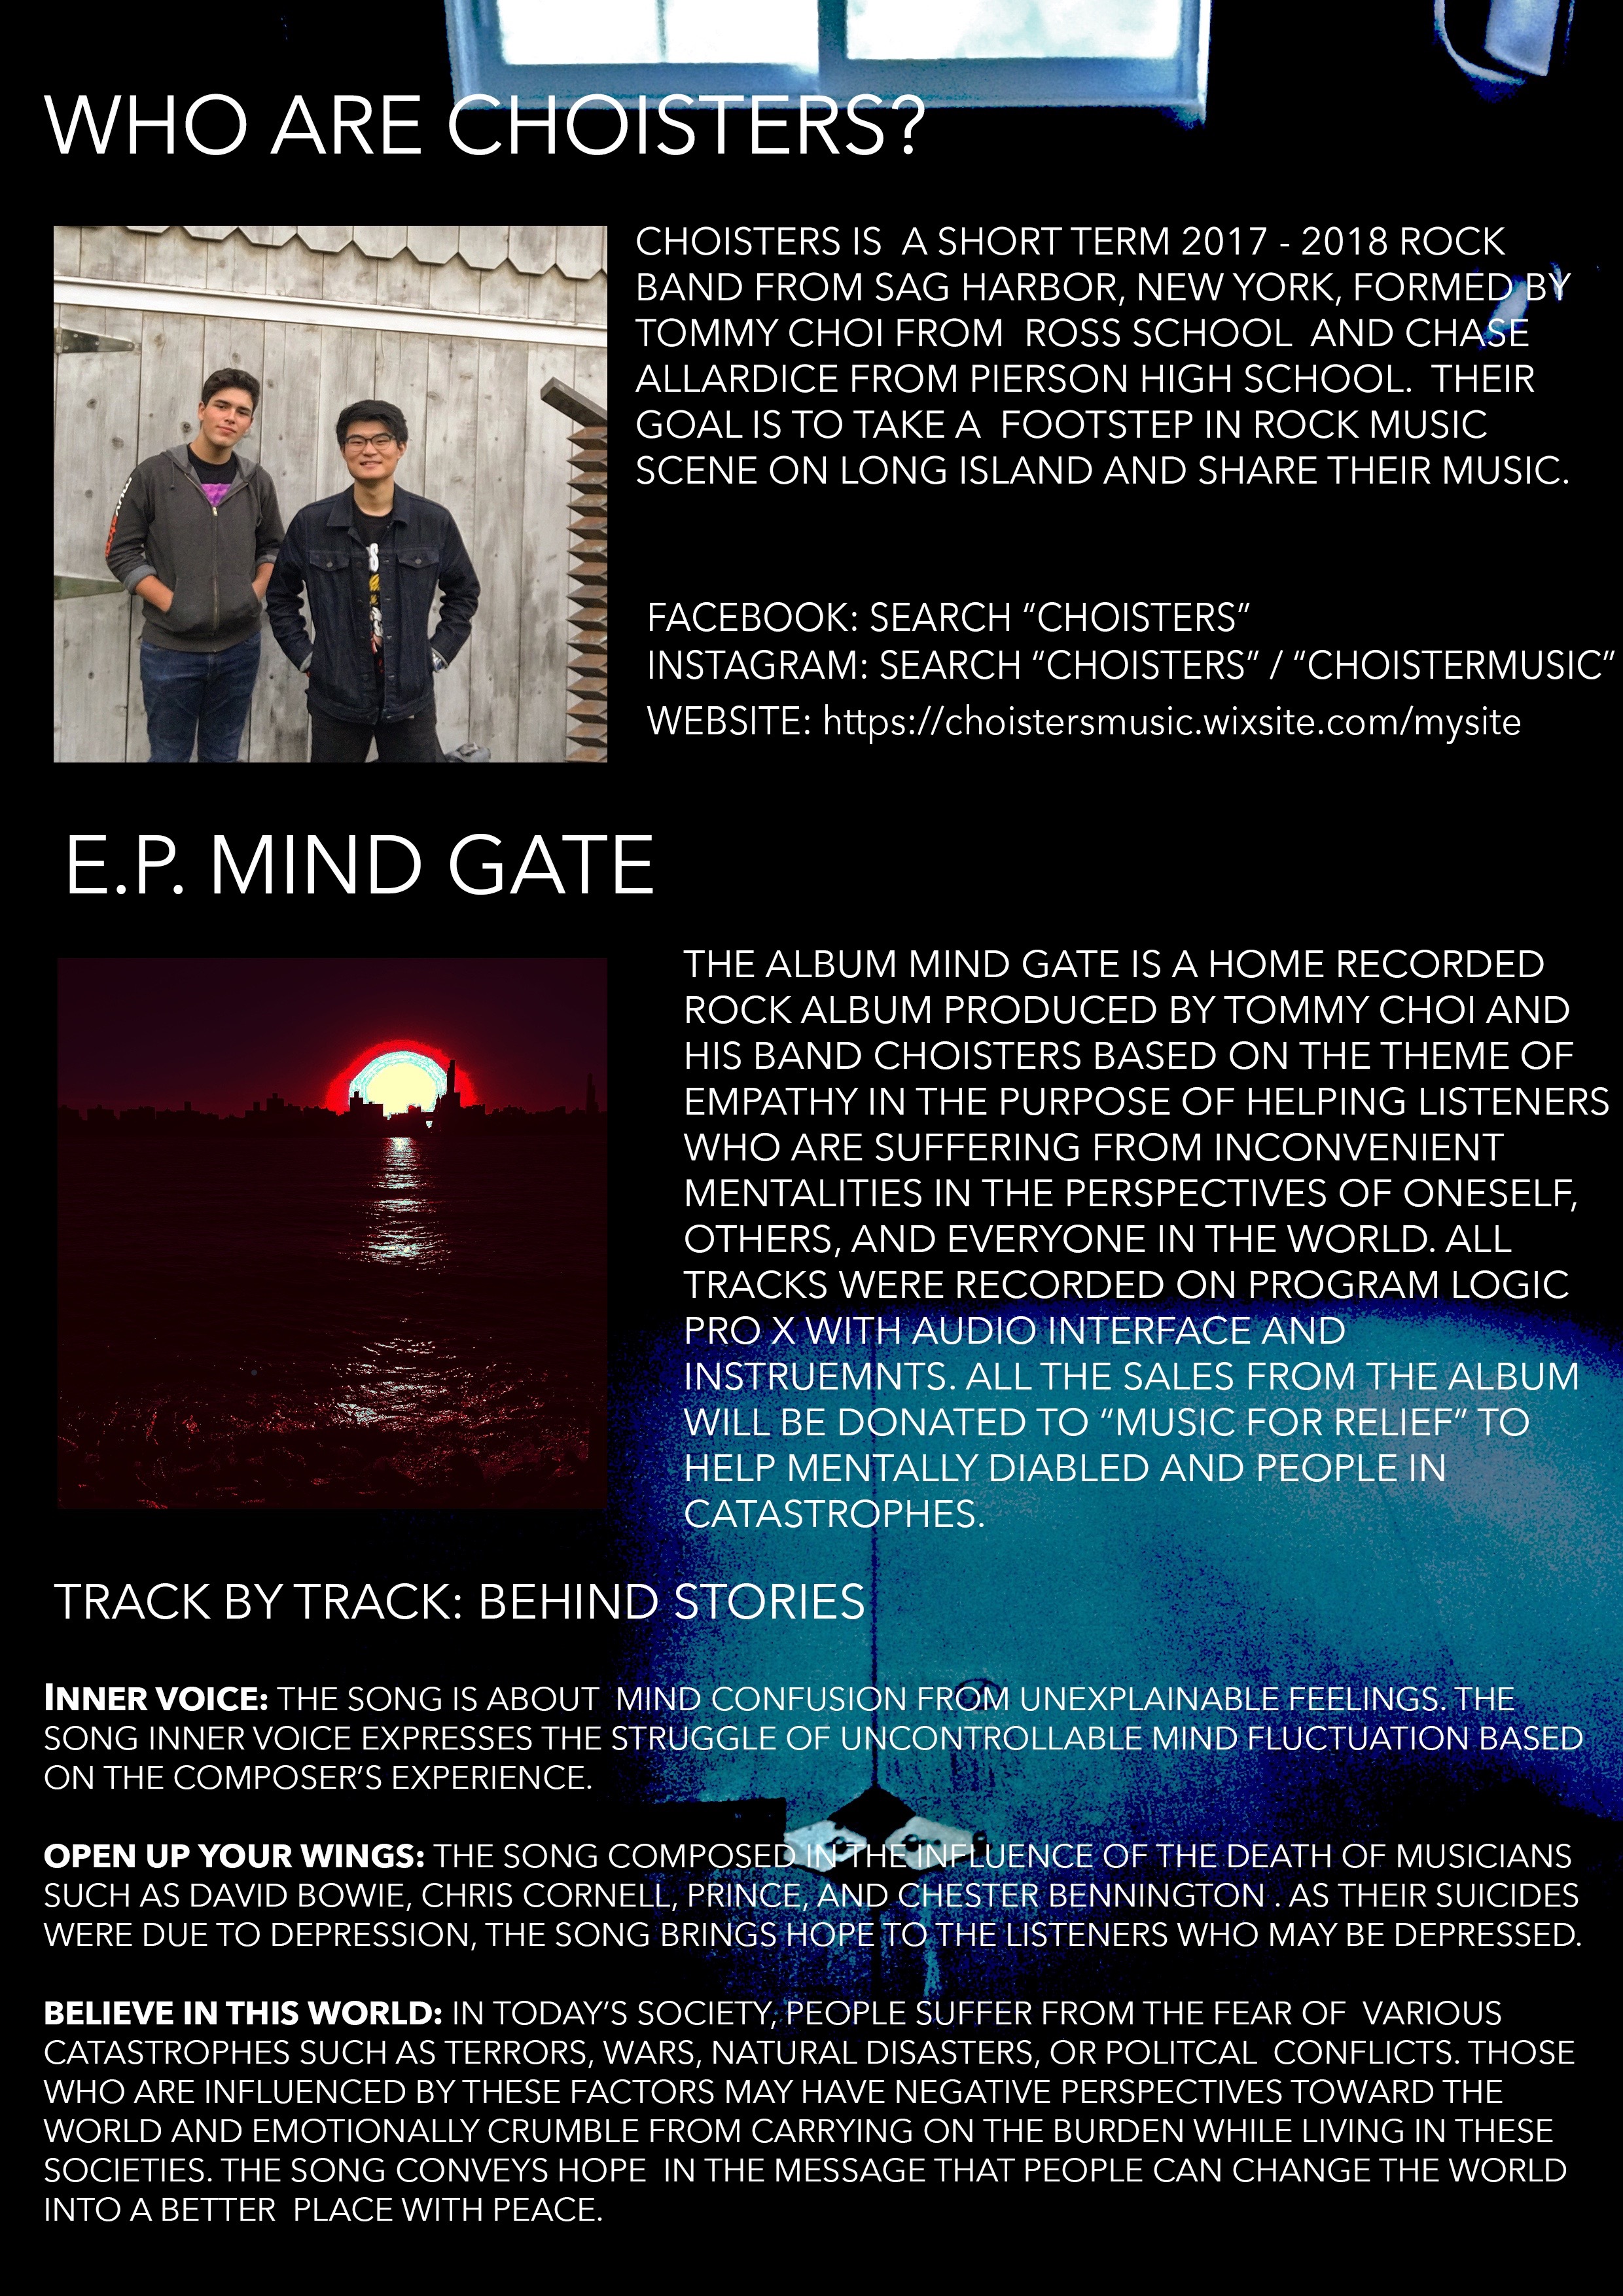 WHO ARE CHOISTERS?
CHOISTERS IS  A SHORT TERM 2017 - 2018 ROCK
BAND FROM SAG HARBOR, NEW YORK, FORMED BY
TOMMY CHOI FROM  ROSS SCHOOL  AND CHASE
ALLARDICE FROM PIERSON HIGH SCHOOL.  THEIR
GOAL IS TO TAKE A  FOOTSTEP IN ROCK MUSIC
SCENE ON LONG ISLAND AND SHARE THEIR MUSIC.
FACEBOOK: SEARCH “CHOISTERS”
INSTAGRAM: SEARCH “CHOISTERS” / “CHOISTERMUSIC”
WEBSITE: https://choistersmusic.wixsite.com/mysite
E.P. MIND GATE
THE ALBUM MIND GATE IS A HOME RECORDED
ROCK ALBUM PRODUCED BY TOMMY CHOI AND
HIS BAND CHOISTERS BASED ON THE THEME OF
EMPATHY IN THE PURPOSE OF HELPING LISTENERS
WHO ARE SUFFERING FROM INCONVENIENT
MENTALITIES IN THE PERSPECTIVES OF ONESELF,
OTHERS, AND EVERYONE IN THE WORLD. ALL
TRACKS WERE RECORDED ON PROGRAM LOGIC
PRO X WITH AUDIO INTERFACE AND
INSTRUEMNTS. ALL THE SALES FROM THE ALBUM
WILL BE DONATED TO “MUSIC FOR RELIEF” TO
HELP MENTALLY DIABLED AND PEOPLE IN
CATASTROPHES.
TRACK BY TRACK: BEHIND STORIES
INNER VOICE: THE SONG IS ABOUT  MIND CONFUSION FROM UNEXPLAINABLE FEELINGS. THE
SONG INNER VOICE EXPRESSES THE STRUGGLE OF UNCONTROLLABLE MIND FLUCTUATION BASED
ON THE COMPOSER’S EXPERIENCE.
OPEN UP YOUR WINGS: THE SONG COMPOSED IN THE INFLUENCE OF THE DEATH OF MUSICIANS
SUCH AS DAVID BOWIE, CHRIS CORNELL, PRINCE, AND CHESTER BENNINGTON . AS THEIR SUICIDES
WERE DUE TO DEPRESSION, THE SONG BRINGS HOPE TO THE LISTENERS WHO MAY BE DEPRESSED.
BELIEVE IN THIS WORLD: IN TODAY’S SOCIETY, PEOPLE SUFFER FROM THE FEAR OF  VARIOUS
CATASTROPHES SUCH AS TERRORS, WARS, NATURAL DISASTERS, OR POLITCAL  CONFLICTS. THOSE
WHO ARE INFLUENCED BY THESE FACTORS MAY HAVE NEGATIVE PERSPECTIVES TOWARD THE
WORLD AND EMOTIONALLY CRUMBLE FROM CARRYING ON THE BURDEN WHILE LIVING IN THESE
SOCIETIES. THE SONG CONVEYS HOPE  IN THE MESSAGE THAT PEOPLE CAN CHANGE THE WORLD
INTO A BETTER  PLACE WITH PEACE.